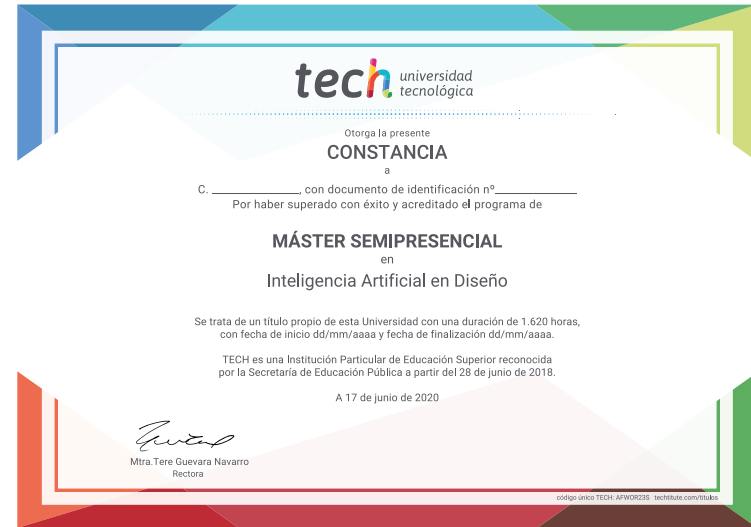 tech universidad
tecnológica
Otorga la presente
CONSTANCIA
a
C. ______________, con documento de identificación nº______________
Por haber superado con éxito y acreditado el programa de
MÁSTER SEMIPRESENCIAL
en
Inteligencia Artificial en Diseño
Se trata de un título propio de esta Universidad con una duración de 1.620 horas,
con fecha de inicio dd/mm/aaaa y fecha de finalización dd/mm/aaaa.
TECH es una Institución Particular de Educación Superior reconocida
por la Secretaría de Educación Pública a partir del 28 de junio de 2018.
A 17 de junio de 2020
Mtra.Tere Guevara Navarro
Rectora
código único TECH: AFWOR23S techtitute.com/titulos